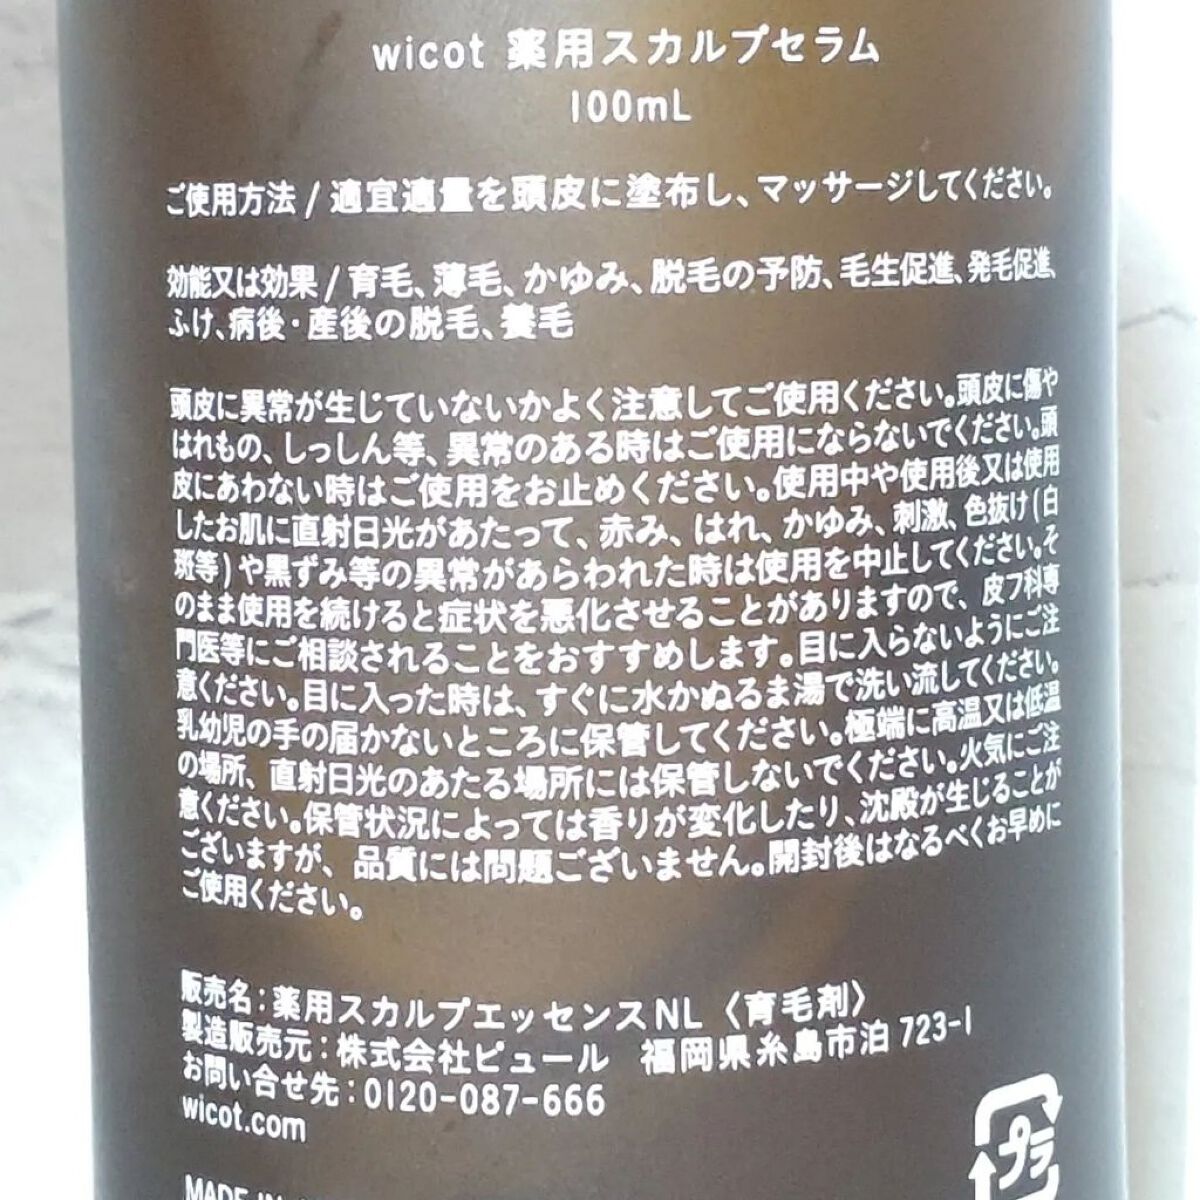 wicot 薬用スカルプセラム
100mL
ご使用方法 / 適宜適量を頭皮に塗布し、マッサージしてください。
効能又は効果 / 育毛、薄毛、かゆみ、脱毛の予防、毛生促進、発毛促進、
ふけ、病後・産後の脱毛、養毛
頭皮に異常が生じていないかよく注意してご使用ください。頭皮に傷や
はれもの、しっしん等、異常のある時はご使用にならないでください。頭
皮にあわない時はご使用をお止めください。使用中や使用後又は使用
したお肌に直射日光があたって、赤み、はれ、かゆみ、刺激、色抜け(白
斑等)や黒ずみ等の異常があらわれた時は使用を中止してください。そ
のまま使用を続けると症状を悪化させることがありますので、皮フ科専
門医等にご相談されることをおすすめします。目に入らないようにご注
意ください。目に入った時は、すぐに水かぬるま湯で洗い流してください。
乳幼児の手の届かないところに保管してください。極端に高温又は低温
の場所、直射日光のあたる場所には保管しないでください。火気にご注
意ください。保管状況によっては香りが変化したり、沈殿が生じることが
ございますが、品質には問題ございません。開封後はなるべくお早めに
ご使用ください。
販売名：薬用スカルプエッセンスNL〈育毛剤〉
製造販売元：株式会社ピュール 福岡県糸島市泊 723-1
お問い合せ先：0120-087-666
wicot.com
プラ
MADE IN